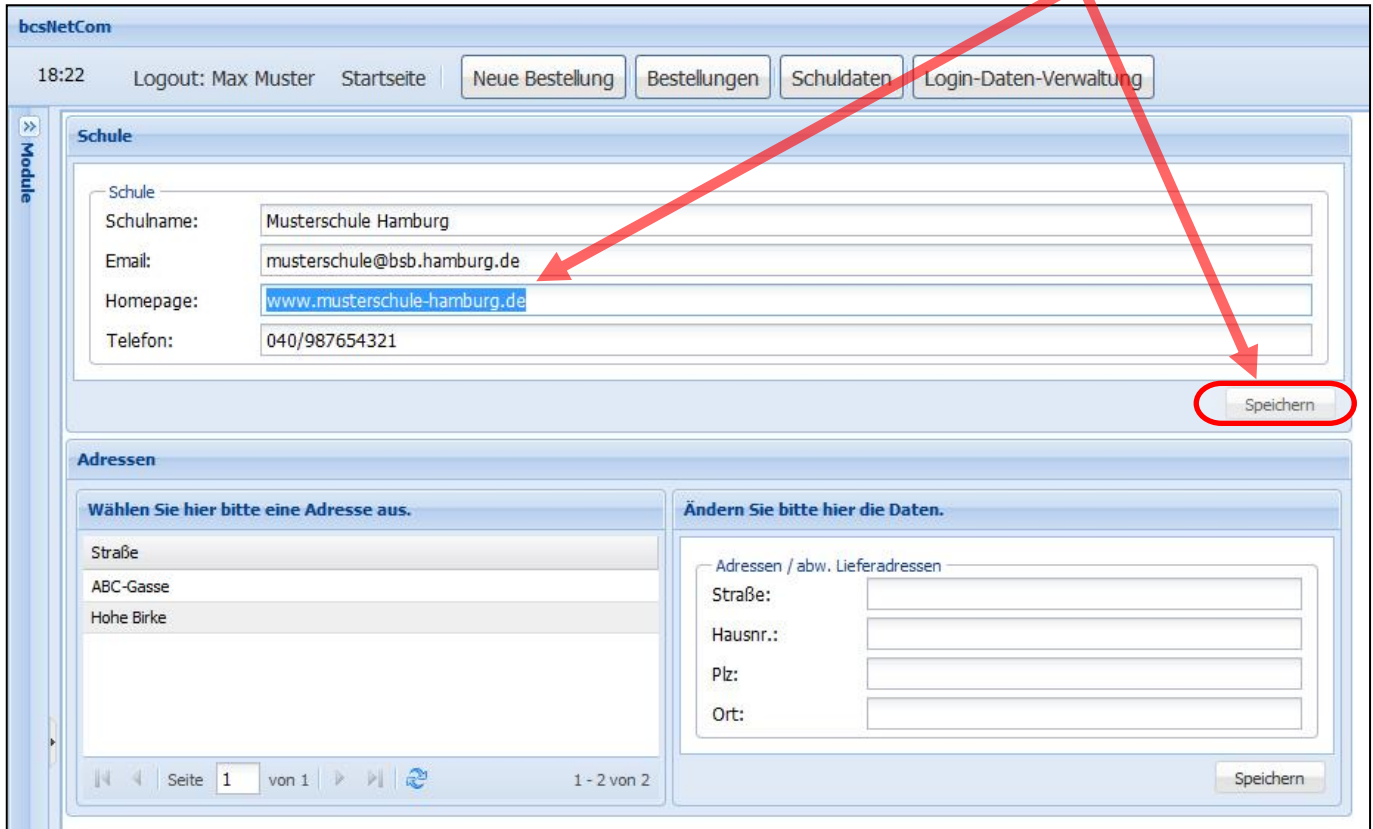 bcsNetCom
18:22 Logout: Max Muster Startseite Neue Bestellung Bestellungen Schuldaten Login-Daten-Verwaltung
Module
Schule
Schule
Schulname: Musterschule Hamburg
Email: musterschule@bsb.hamburg.de
Homepage: www.musterschule-hamburg.de
Telefon: 040/987654321
Speichern
Adressen
Wählen Sie hier bitte eine Adresse aus.
Straße
ABC-Gasse
Hohe Birke
Seite 1 von 1 1 - 2 von 2
Ändern Sie bitte hier die Daten.
Adressen / abw. Lieferadressen
Straße:
Hausnr.:
Plz:
Ort:
Speichern